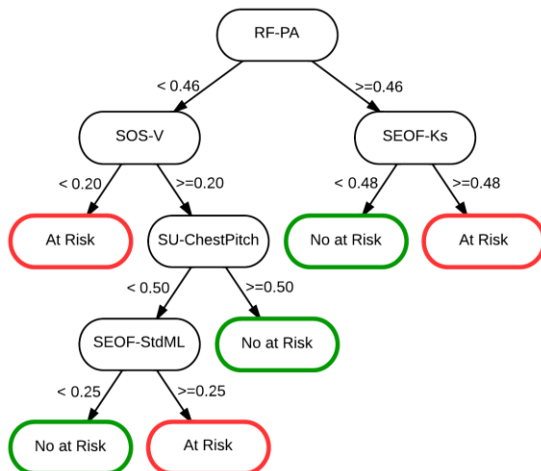 RF-PA
< 0.46
>=0.46
SOS-V
SEOF-Ks
< 0.20
>=0.20
< 0.48
>=0.48
At Risk
SU-ChestPitch
No at Risk
At Risk
< 0.50
>=0.50
SEOF-StdML
No at Risk
< 0.25
>=0.25
No at Risk
At Risk